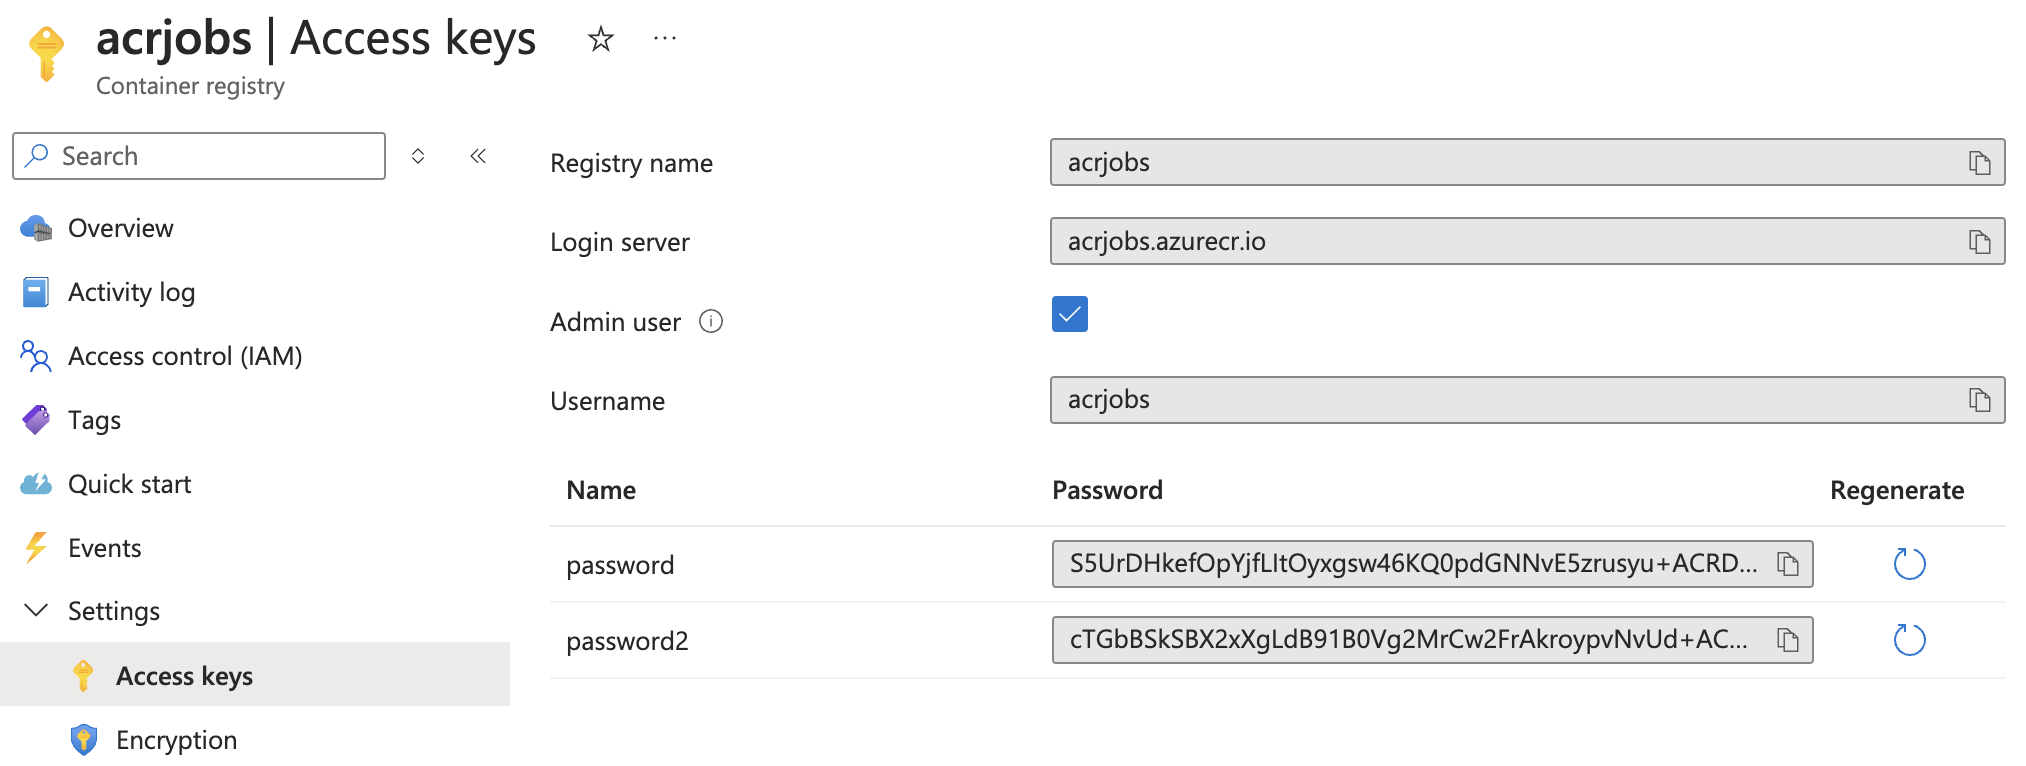 acrjobs | Access keys
Container registry
Search
Overview
Activity log
Access control (IAM)
Tags
Quick start
Events
Settings
Access keys
Encryption
Registry name
acrjobs
Login server
acrjobs.azurecr.io
Admin user
Username
acrjobs
Name Password Regenerate
password S5UrDHkefOpYjfLItOyxgsw46KQ0pdGNNvE5zrusyu+ACRD...
password2 cTGbBSkSBX2xXgLdB91B0Vg2MrCw2FrAkroypvNvUd+AC...